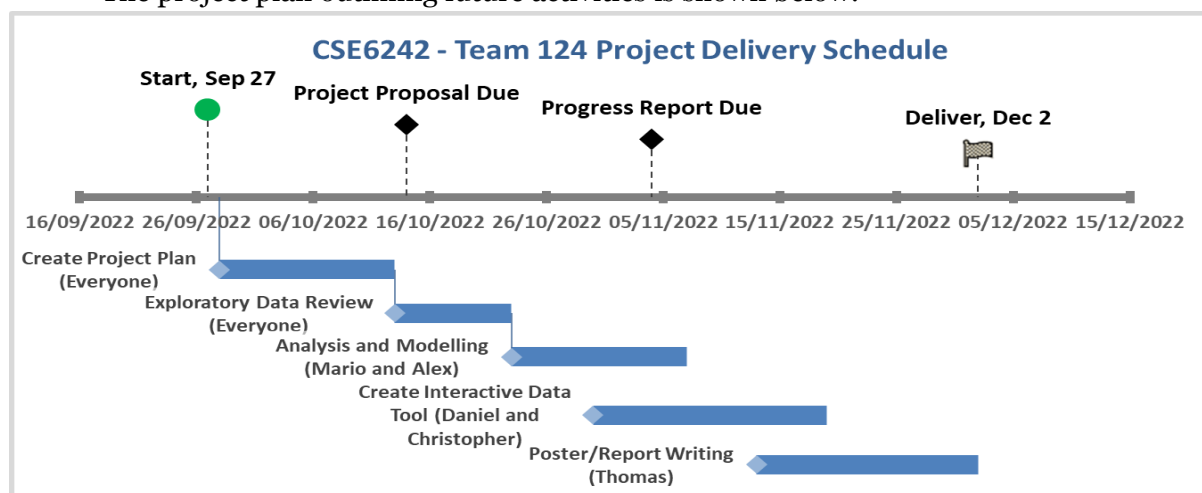 CSE6242 - Team 124 Project Delivery Schedule
Start, Sep 27
Project Proposal Due
Progress Report Due
Deliver, Dec 2
16/09/2022 26/09/2022 06/10/2022 16/10/2022 26/10/2022 05/11/2022 15/11/2022 25/11/2022 05/12/2022 15/12/2022
Create Project Plan
(Everyone)
Exploratory Data Review
(Everyone)
Analysis and Modelling
(Mario and Alex)
Create Interactive Data
Tool (Daniel and
Christopher)
Poster/Report Writing
(Thomas)